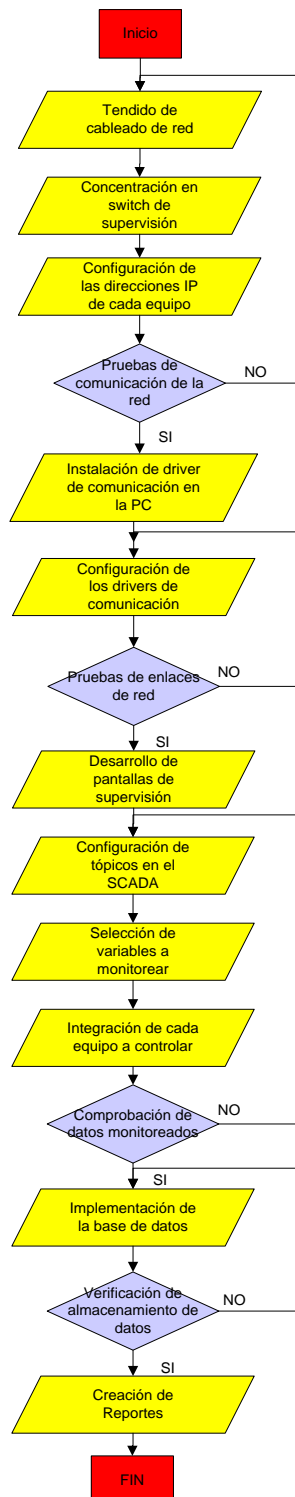 Inicio
Tendido de
cableado de red
Concentración en
switch de
supervisión
Configuración de
las direcciones IP
de cada equipo
Pruebas de
comunicación de la
red
NO
SI
Instalación de driver
de comunicación en
la PC
Configuración de
los drivers de
comunicación
Pruebas de enlaces
de red
NO
SI
Desarrollo de
pantallas de
supervisión
Configuración de
tópicos en el
SCADA
Selección de
variables a
monitorear
Integración de cada
equipo a controlar
Comprobación de
datos monitoreados
NO
SI
Implementación de
la base de datos
Verificación de
almacenamiento de
datos
NO
SI
Creación de
Reportes
FIN